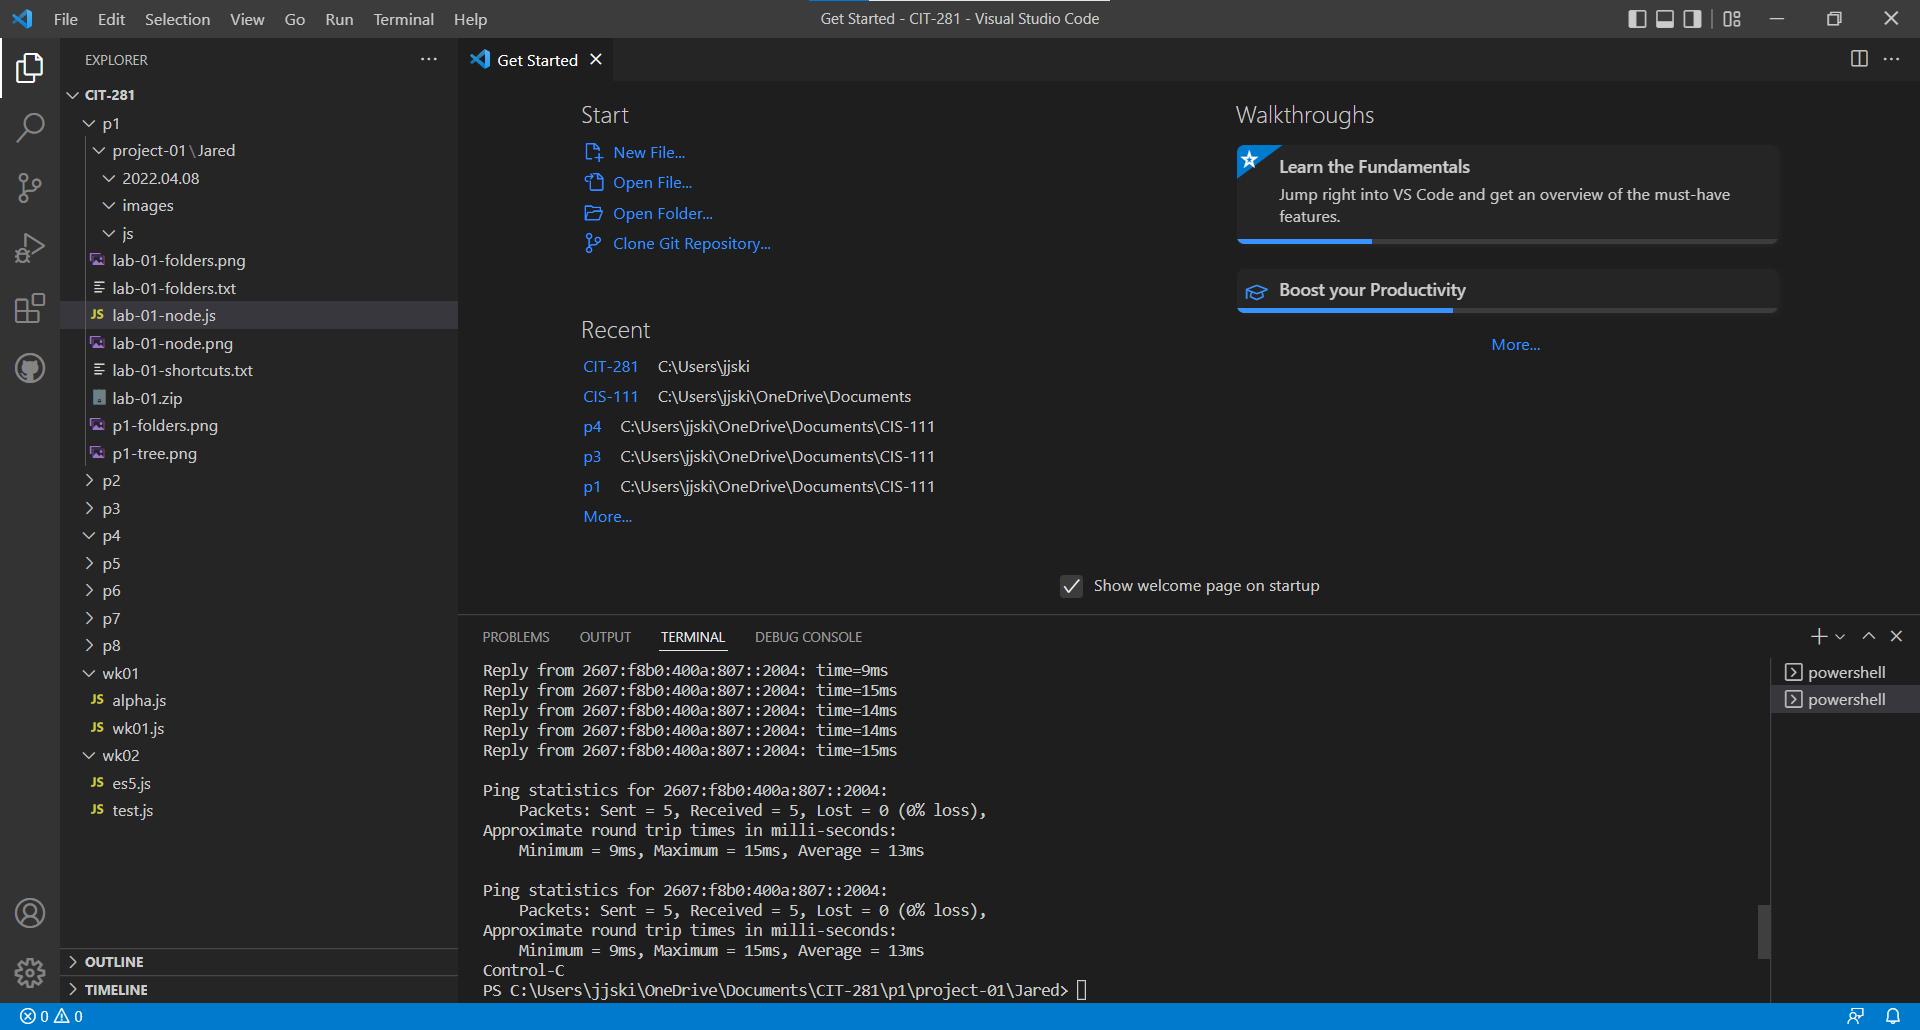 File Edit Selection View Go Run Terminal Help
Get Started - CIT-281 - Visual Studio Code
EXPLORER
CIT-281
p1
project-01\Jared
2022.04.08
images
js
lab-01-folders.png
lab-01-folders.txt
JS lab-01-node.js
lab-01-node.png
lab-01-shortcuts.txt
lab-01.zip
p1-folders.png
p1-tree.png
p2
p3
p4
p5
p6
p7
p8
wk01
JS alpha.js
JS wk01.js
wk02
JS es5.js
JS test.js
OUTLINE
TIMELINE
Get Started
Start
New File...
Open File...
Open Folder...
Clone Git Repository...
Recent
CIT-281 C:\Users\jjski
CIS-111 C:\Users\jjski\OneDrive\Documents
p4 C:\Users\jjski\OneDrive\Documents\CIS-111
p3 C:\Users\jjski\OneDrive\Documents\CIS-111
p1 C:\Users\jjski\OneDrive\Documents\CIS-111
More...
Walkthroughs
Learn the Fundamentals
Jump right into VS Code and get an overview of the must-have
features.
Boost your Productivity
More...
Show welcome page on startup
PROBLEMS OUTPUT TERMINAL DEBUG CONSOLE
Reply from 2607:f8b0:400a:807::2004: time=9ms
Reply from 2607:f8b0:400a:807::2004: time=15ms
Reply from 2607:f8b0:400a:807::2004: time=14ms
Reply from 2607:f8b0:400a:807::2004: time=14ms
Reply from 2607:f8b0:400a:807::2004: time=15ms
Ping statistics for 2607:f8b0:400a:807::2004:
Packets: Sent = 5, Received = 5, Lost = 0 (0% loss),
Approximate round trip times in milli-seconds:
Minimum = 9ms, Maximum = 15ms, Average = 13ms
Ping statistics for 2607:f8b0:400a:807::2004:
Packets: Sent = 5, Received = 5, Lost = 0 (0% loss),
Approximate round trip times in milli-seconds:
Minimum = 9ms, Maximum = 15ms, Average = 13ms
Control-C
PS C:\Users\jjski\OneDrive\Documents\CIT-281\p1\project-01\Jared>
powershell
powershell
0 0